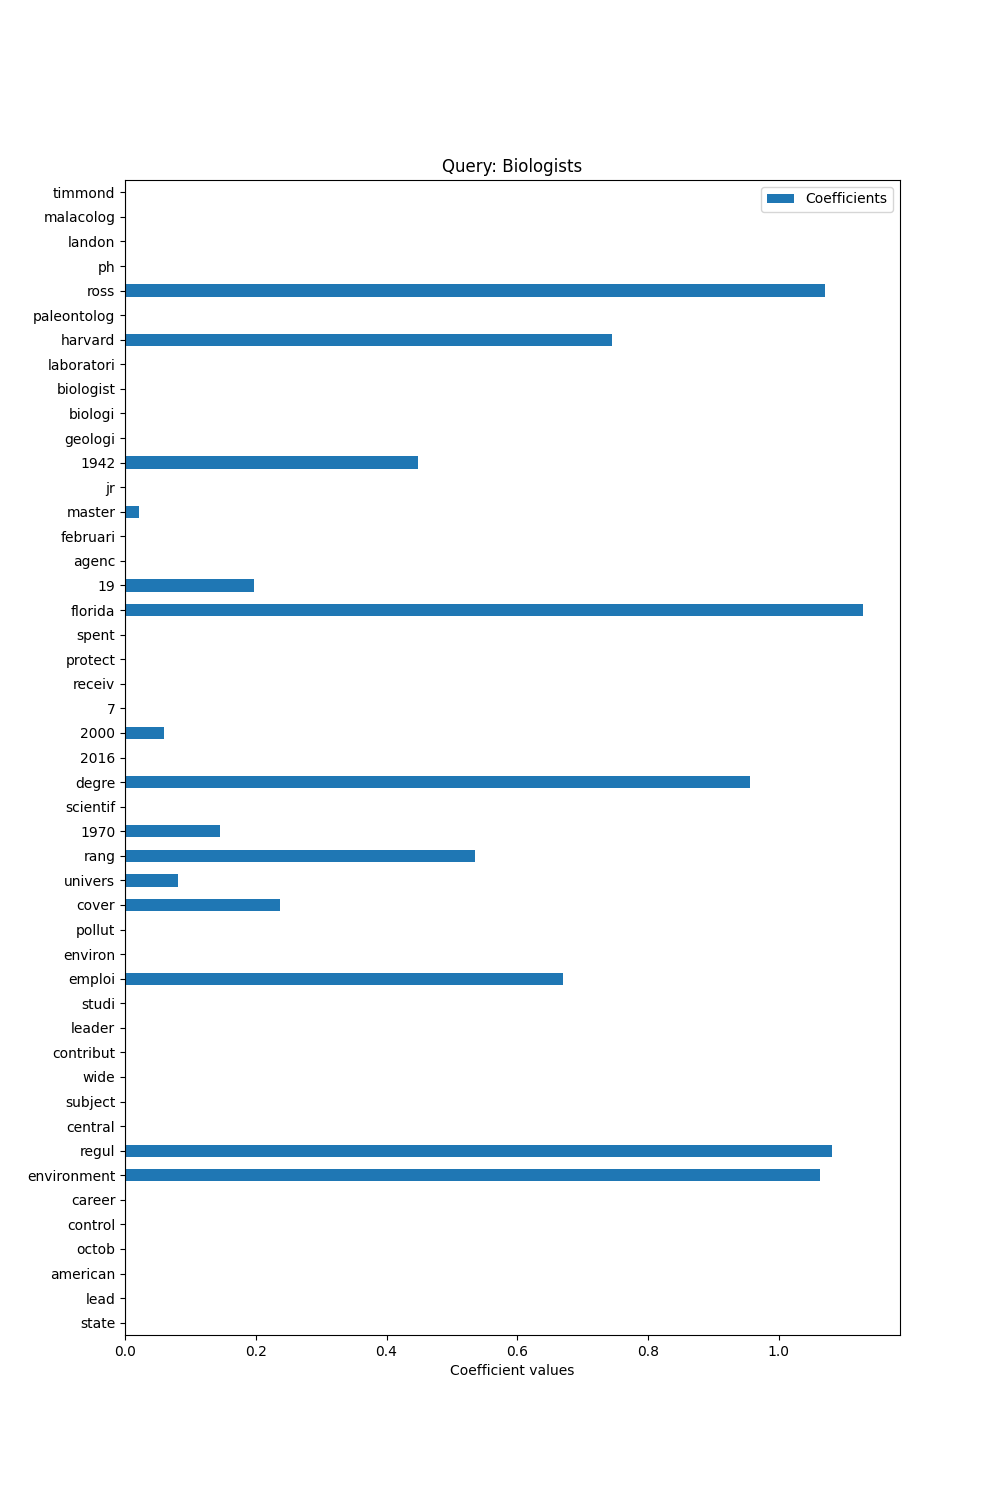 Query: Biologists
Coefficients
timmond
malacolog
landon
ph
ross
paleontolog
harvard
laboratori
biologist
biologi
geologi
1942
jr
master
februari
agenc
19
florida
spent
protect
receiv
7
2000
2016
degre
scientif
1970
rang
univers
cover
pollut
environ
emploi
studi
leader
contribut
wide
subject
central
regul
environment
career
control
octob
american
lead
state
0.0 0.2 0.4 0.6 0.8 1.0
Coefficient values